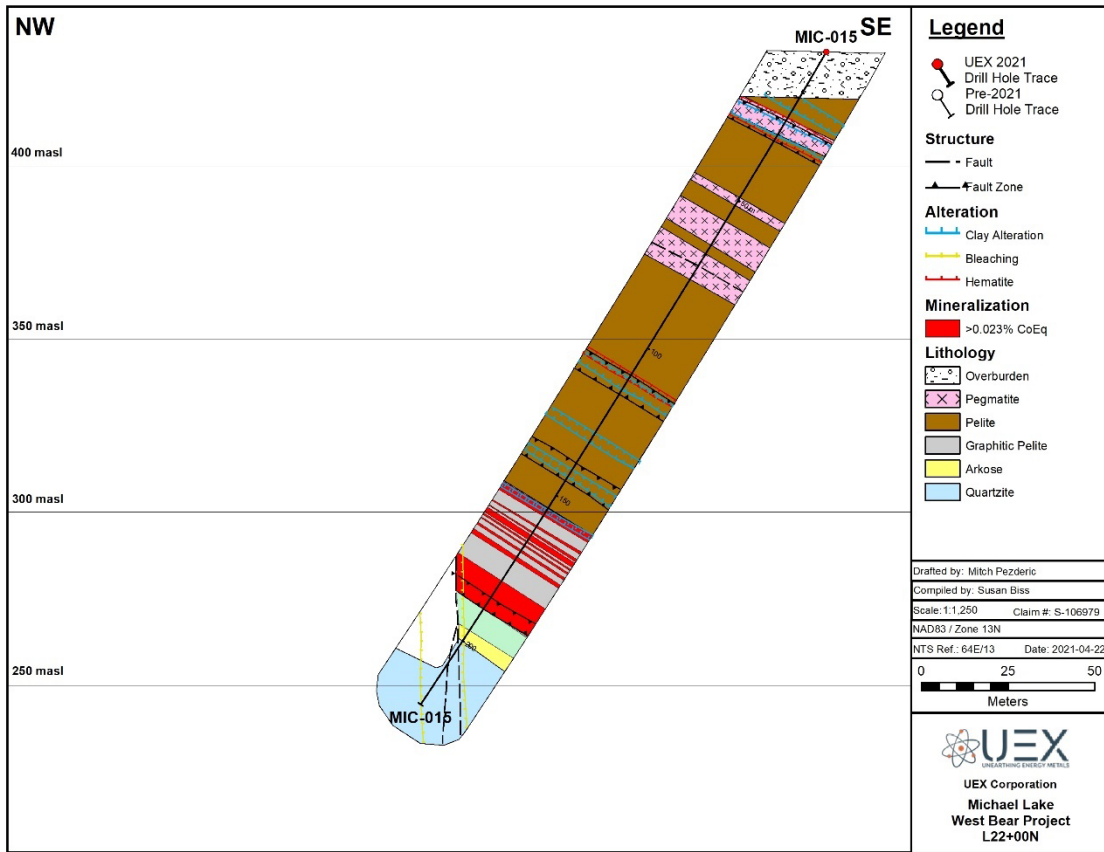 NW
SE
MIC-015
400 masl
50m
350 masl
100
300 masl
150
200
250 masl
MIC-015
Legend
UEX 2021
Drill Hole Trace
Pre-2021
Drill Hole Trace
Structure
Fault
Fault Zone
Alteration
Clay Alteration
Bleaching
Hematite
Mineralization
>0.023% CoEq
Lithology
Overburden
Pegmatite
Pelite
Graphitic Pelite
Arkose
Quartzite
Drafted by: Mitch Pezderic
Compiled by: Susan Biss
Scale: 1:1,250 Claim #: S-106979
NAD83 / Zone 13N
NTS Ref.: 64E/13 Date: 2021-04-22
0 25 50
Meters
UEX
UNEARTHING ENERGY METALS
UEX Corporation
Michael Lake
West Bear Project
L22+00N